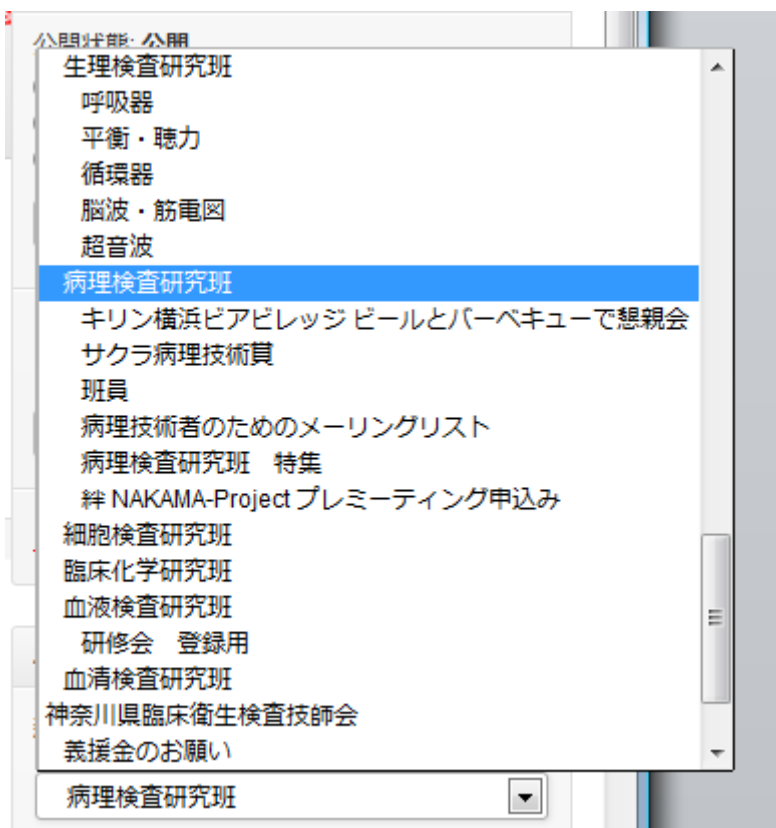 公開状態: 公開
生理検査研究班
呼吸器
平衡・聴力
循環器
脳波・筋電図
超音波
病理検査研究班
キリン横浜ビアビレッジ ビールとバーベキューで懇親会
サクラ病理技術賞
班員
病理技術者のためのメーリングリスト
病理検査研究班　特集
絆 NAKAMA-Project プレミーティング申込み
細胞検査研究班
臨床化学研究班
血液検査研究班
研修会　登録用
血清検査研究班
神奈川県臨床衛生検査技師会
義援金のお願い
病理検査研究班